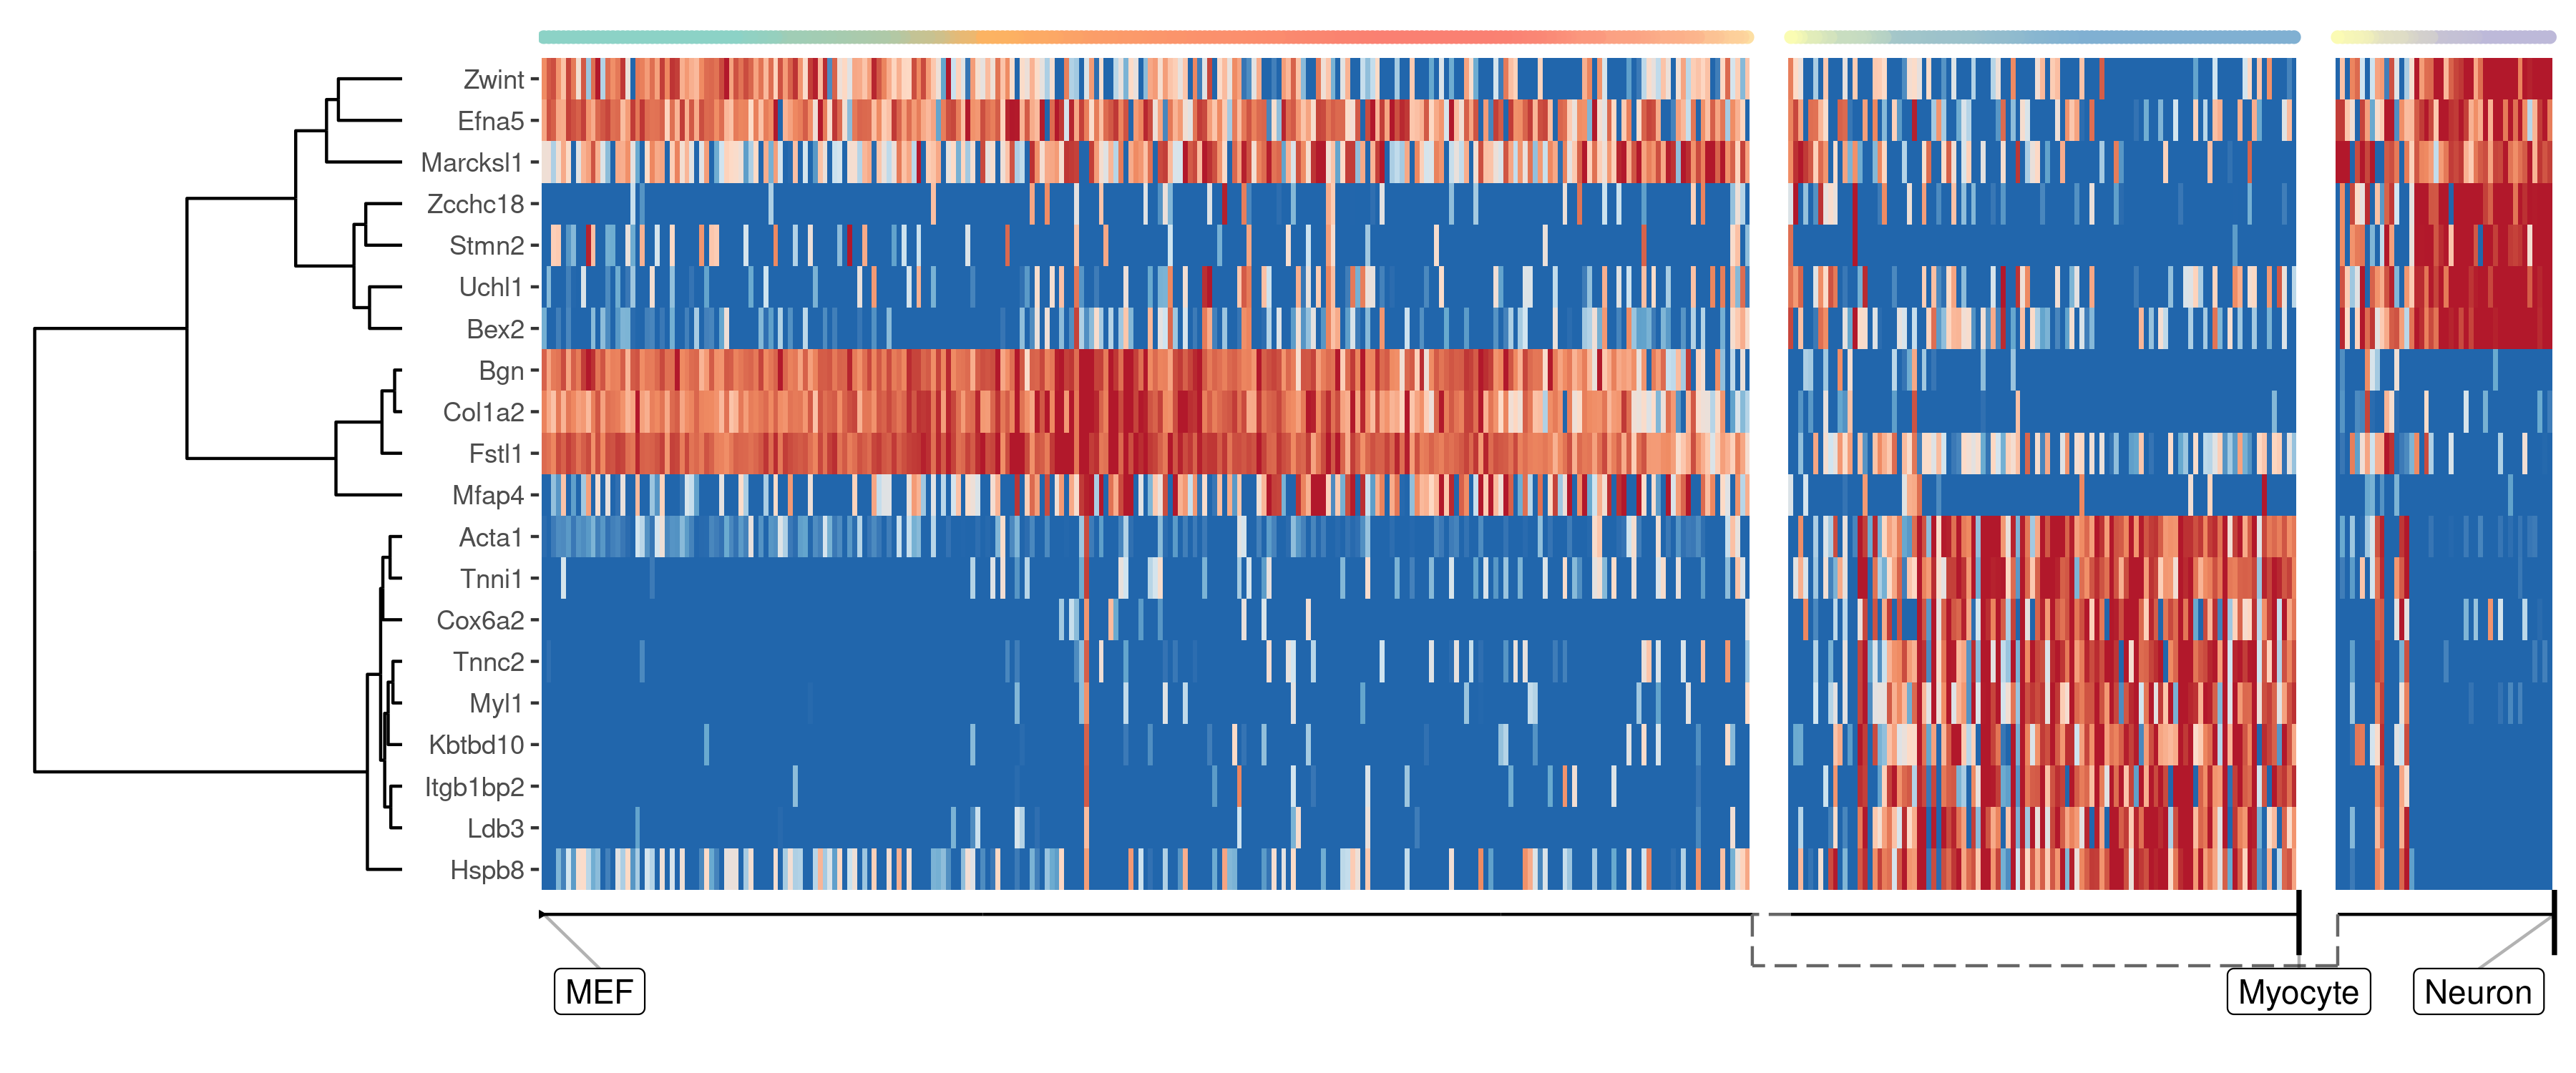 Zwint
Efna5
Marcksl1
Zcchc18
Stmn2
Uchl1
Bex2
Bgn
Col1a2
Fstl1
Mfap4
Acta1
Tnni1
Cox6a2
Tnnc2
Myl1
Kbtbd10
Itgb1bp2
Ldb3
Hspb8
MEF Myocyte Neuron